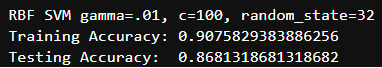 RBF SVM gamma=.01, c=100, random_state=32
Training Accuracy: 0.9075829383886256
Testing Accuracy: 0.8681318681318682